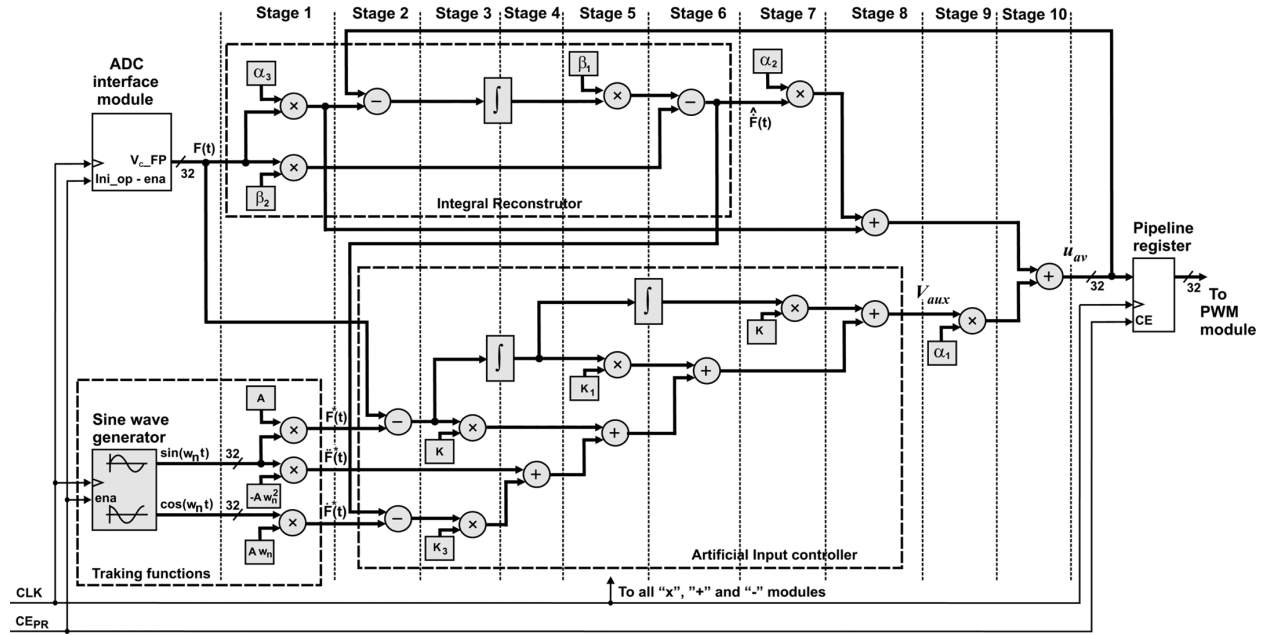 Stage 1 Stage 2 Stage 3 Stage 4 Stage 5 Stage 6 Stage 7 Stage 8 Stage 9 Stage 10
ADC
interface
module
V_C_FP
Ini_op - ena
F(t)
32
α3
×
β2
×
−
∫
β1
×
−
F̂̇(t)
α2
×
Integral Reconstrutor
+
+
u_av
32
Pipeline
register
CE
32
To
PWM
module
∫
K
×
+
V_aux
×
α1
∫
K1
×
+
Sine wave
generator
ena
sin(w_n t) 32
cos(w_n t) 32
A
×
F*(t)
-A w_n^2
×
F̈*(t)
A w_n
×
Ḟ*(t)
Traking functions
−
K
×
+
+
−
K3
×
Artificial Input controller
To all “x”, ”+” and “-” modules
CLK
CE_PR